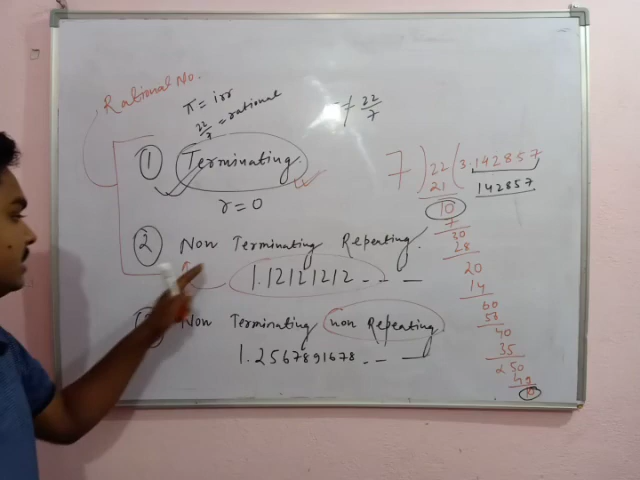 Rational No.
π = irr
22/7 = rational
≠ 22/7
① Terminating
r = 0
② Non Terminating Repeating
1.12121212 - - -
Non Terminating non Repeating
1.2567891678 - - -
7 ) 22 ( 3.142857
21
142857
10
7
30
28
20
14
60
56
40
35
50
49